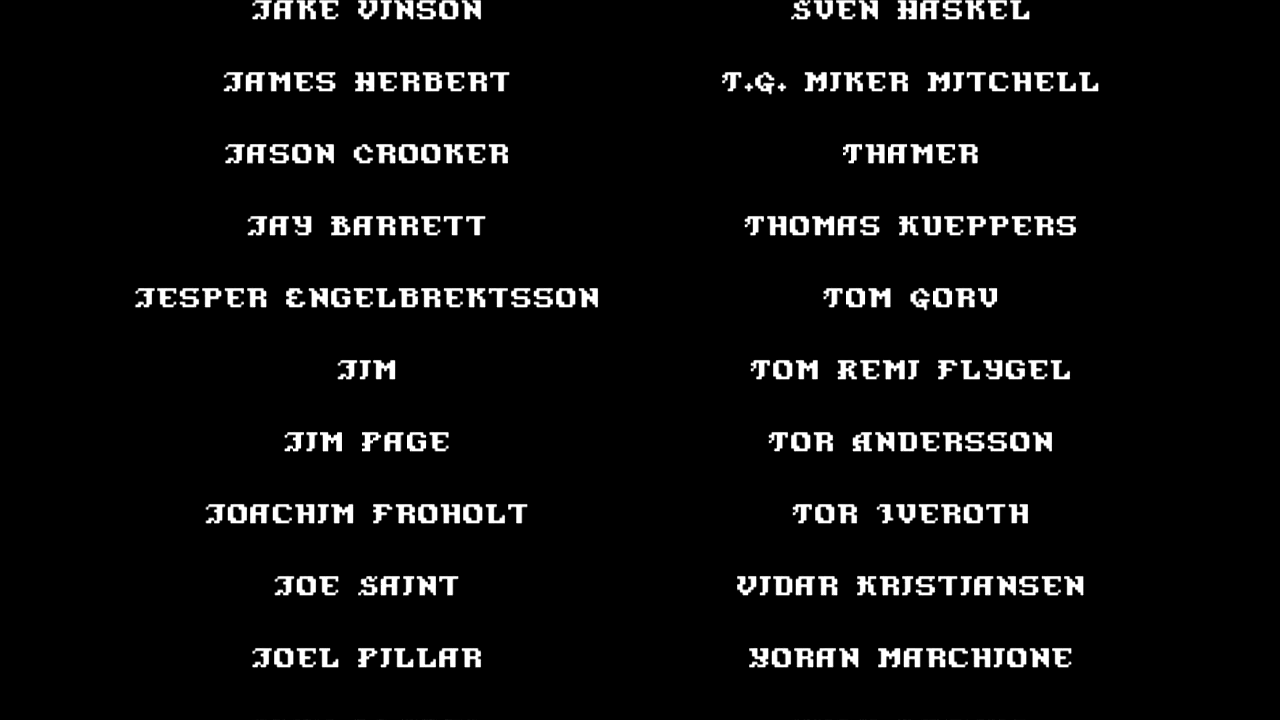 JAKE VINSON
SVEN HASKEL
JAMES HERBERT
T.G. MIKER MITCHELL
JASON CROOKER
THAMER
JAY BARRETT
THOMAS KUEPPERS
JESPER ENGELBREKTSSON
TOM GORV
JIM
TOM REMI FLYGEL
JIM PAGE
TOR ANDERSSON
JOACHIM FROHOLT
TOR IVEROTH
JOE SAINT
VIDAR KRISTIANSEN
JOEL PILLAR
YORAN MARCHIONE